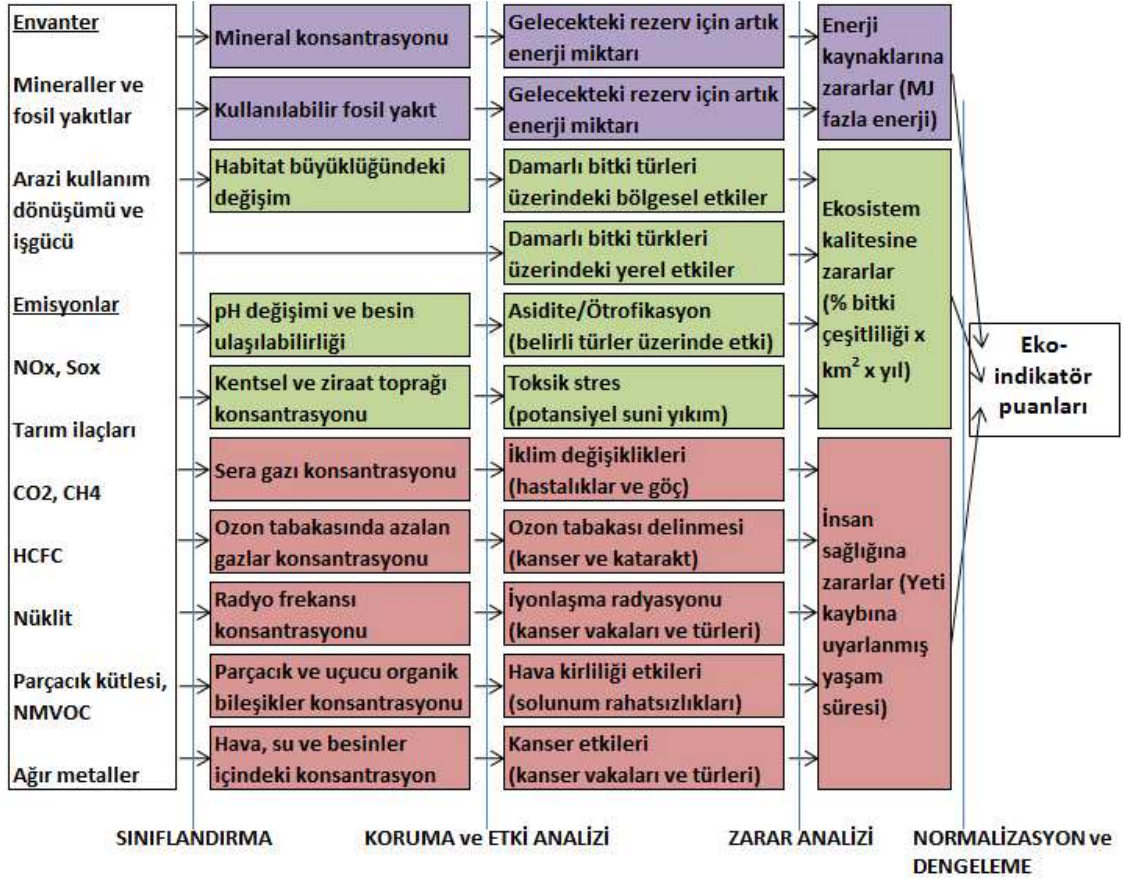 Envanter
Mineraller ve
fosil yakıtlar
Arazi kullanım
dönüşümü ve
işgücü
Emisyonlar
NOx, Sox
Tarım ilaçları
CO2, CH4
HCFC
Nüklit
Parçacık kütlesi,
NMVOC
Ağır metaller
Mineral konsantrasyonu
Kullanılabilir fosil yakıt
Habitat büyüklüğündeki
değişim
pH değişimi ve besin
ulaşılabilirliği
Kentsel ve ziraat toprağı
konsantrasyonu
Sera gazı konsantrasyonu
Ozon tabakasında azalan
gazlar konsantrasyonu
Radyo frekansı
konsantrasyonu
Parçacık ve uçucu organik
bileşikler konsantrasyonu
Hava, su ve besinler
içindeki konsantrasyon
Gelecekteki rezerv için artık
enerji miktarı
Gelecekteki rezerv için artık
enerji miktarı
Damarlı bitki türleri
üzerindeki bölgesel etkiler
Damarlı bitki türkleri
üzerindeki yerel etkiler
Asidite/Ötrofikasyon
(belirli türler üzerinde etki)
Toksik stres
(potansiyel suni yıkım)
İklim değişiklikleri
(hastalıklar ve göç)
Ozon tabakası delinmesi
(kanser ve katarakt)
İyonlaşma radyasyonu
(kanser vakaları ve türleri)
Hava kirliliği etkileri
(solunum rahatsızlıkları)
Kanser etkileri
(kanser vakaları ve türleri)
Enerji
kaynaklarına
zararlar (MJ
fazla enerji)
Ekosistem
kalitesine
zararlar
(% bitki
çeşitliliği x
km² x yıl)
İnsan
sağlığına
zararlar (Yeti
kaybına
uyarlanmış
yaşam
süresi)
Eko-
indikatör
puanları
SINIFLANDIRMA
KORUMA ve ETKİ ANALİZİ
ZARAR ANALİZİ
NORMALİZASYON ve
DENGELEME